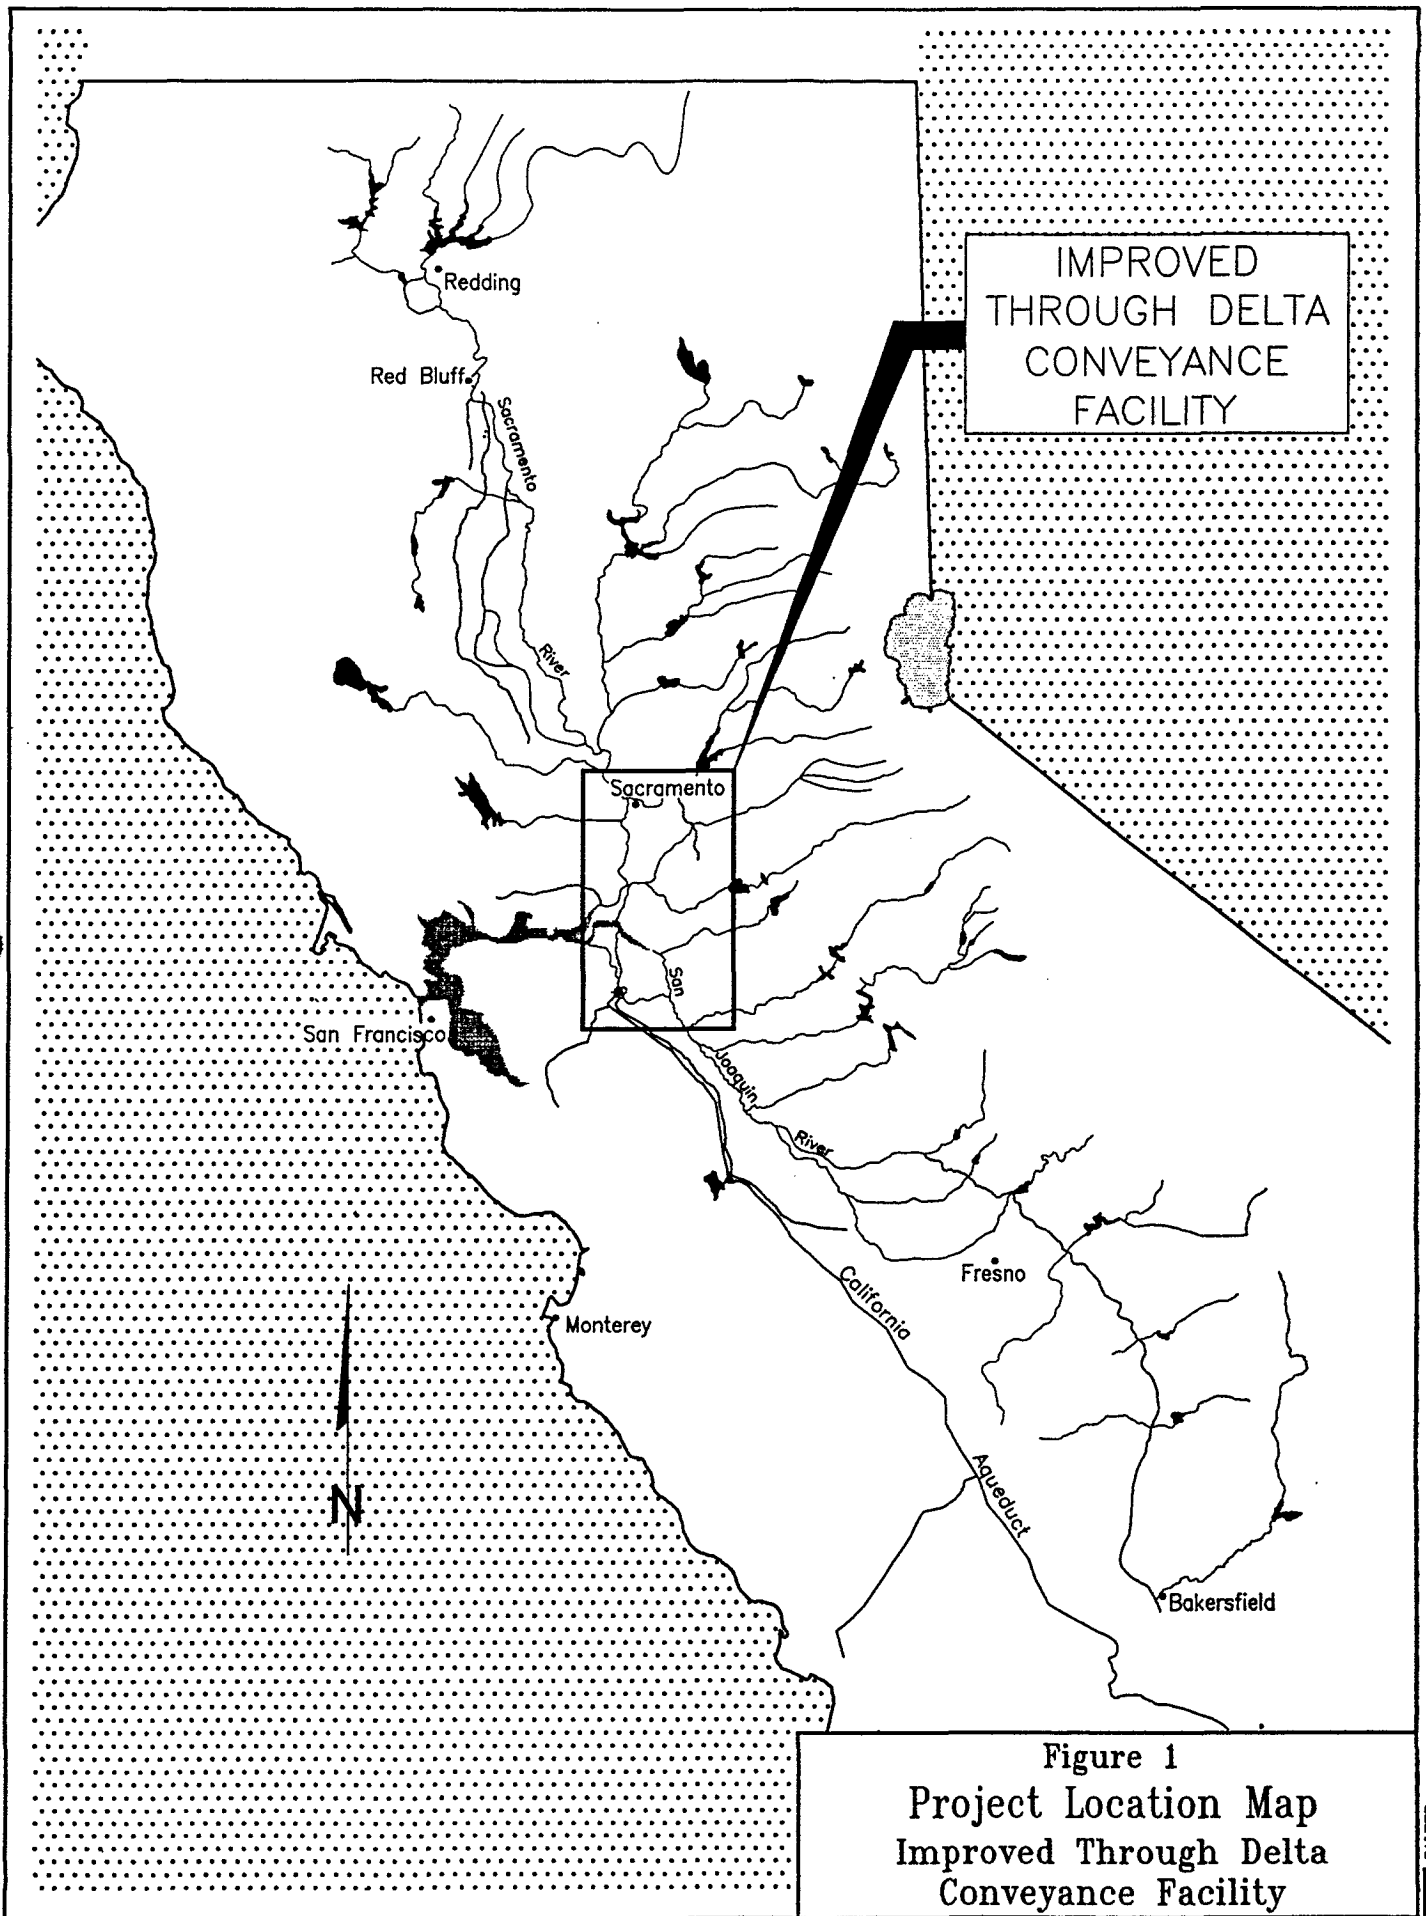 IMPROVED
THROUGH DELTA
CONVEYANCE
FACILITY
Redding
Red Bluff
Sacramento
River
Sacramento
San
San Francisco
Joaquin
River
Fresno
California
Monterey
Aqueduct
N
Bakersfield
Figure 1
Project Location Map
Improved Through Delta
Conveyance Facility